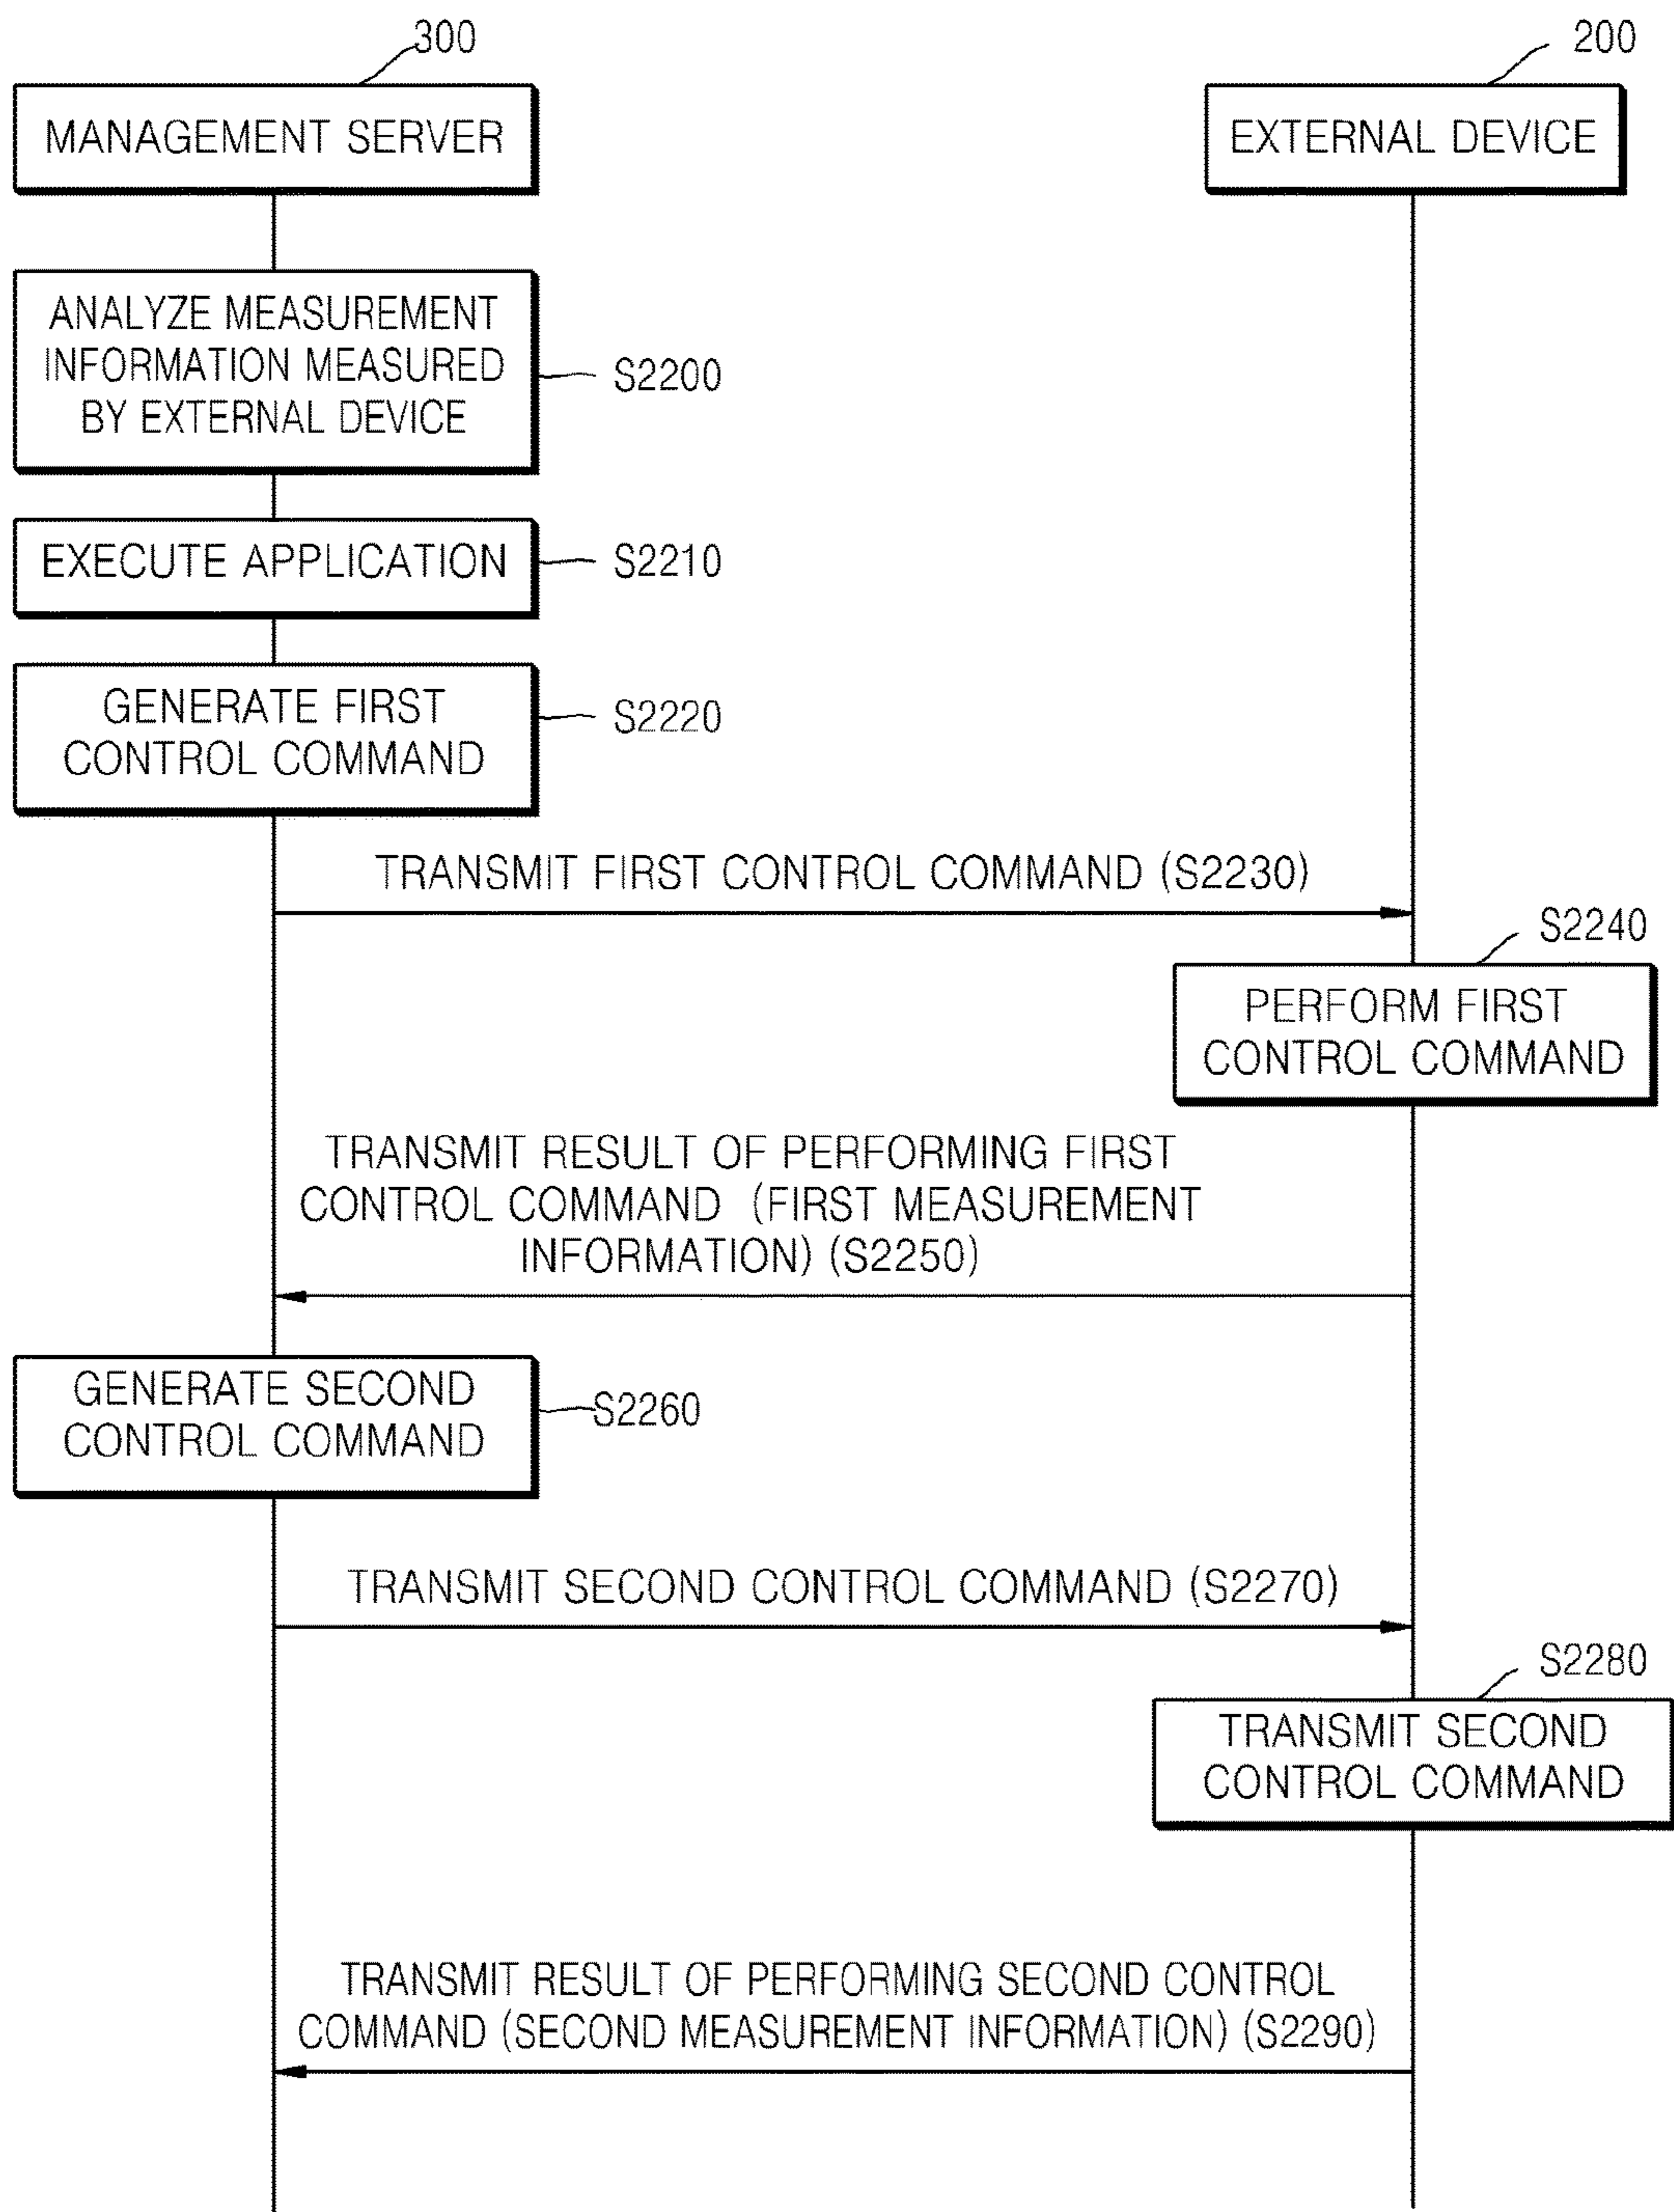 300
200
MANAGEMENT SERVER
EXTERNAL DEVICE
ANALYZE MEASUREMENT
INFORMATION MEASURED
BY EXTERNAL DEVICE
S2200
EXECUTE APPLICATION
S2210
GENERATE FIRST
CONTROL COMMAND
S2220
TRANSMIT FIRST CONTROL COMMAND (S2230)
S2240
PERFORM FIRST
CONTROL COMMAND
TRANSMIT RESULT OF PERFORMING FIRST
CONTROL COMMAND (FIRST MEASUREMENT
INFORMATION) (S2250)
GENERATE SECOND
CONTROL COMMAND
S2260
TRANSMIT SECOND CONTROL COMMAND (S2270)
S2280
TRANSMIT SECOND
CONTROL COMMAND
TRANSMIT RESULT OF PERFORMING SECOND CONTROL
COMMAND (SECOND MEASUREMENT INFORMATION) (S2290)